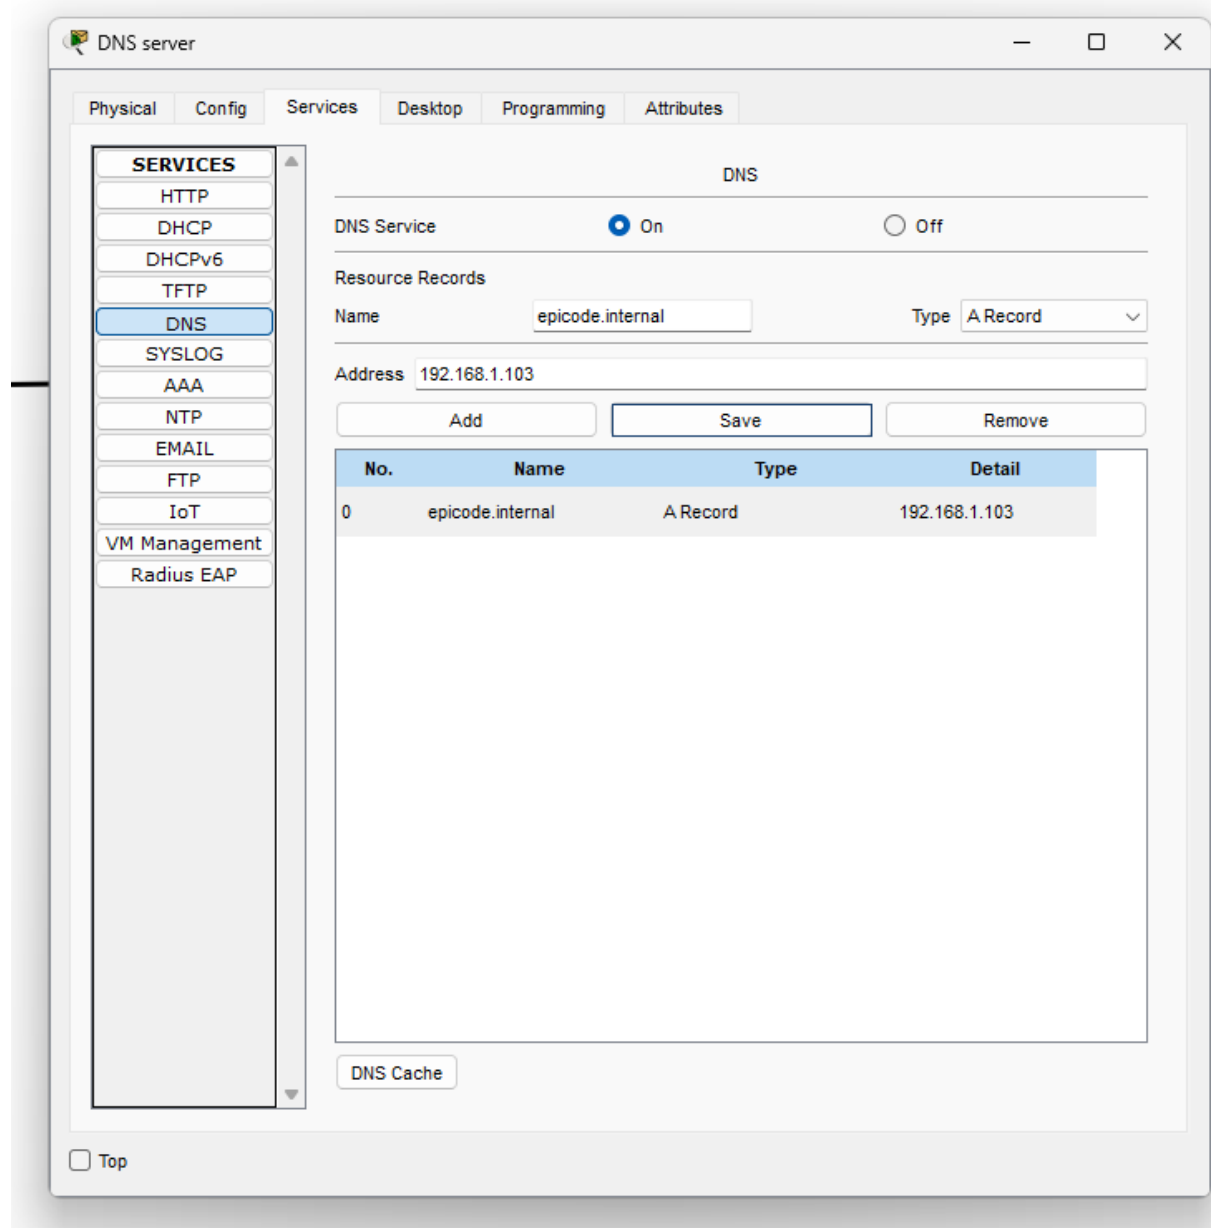 DNS server
Physical Config Services Desktop Programming Attributes
SERVICES
HTTP
DHCP
DHCPv6
TFTP
DNS
SYSLOG
AAA
NTP
EMAIL
FTP
IoT
VM Management
Radius EAP
DNS
DNS Service On Off
Resource Records
Name epicode.internal Type A Record
Address 192.168.1.103
Add Save Remove
No. Name Type Detail
0 epicode.internal A Record 192.168.1.103
DNS Cache
Top